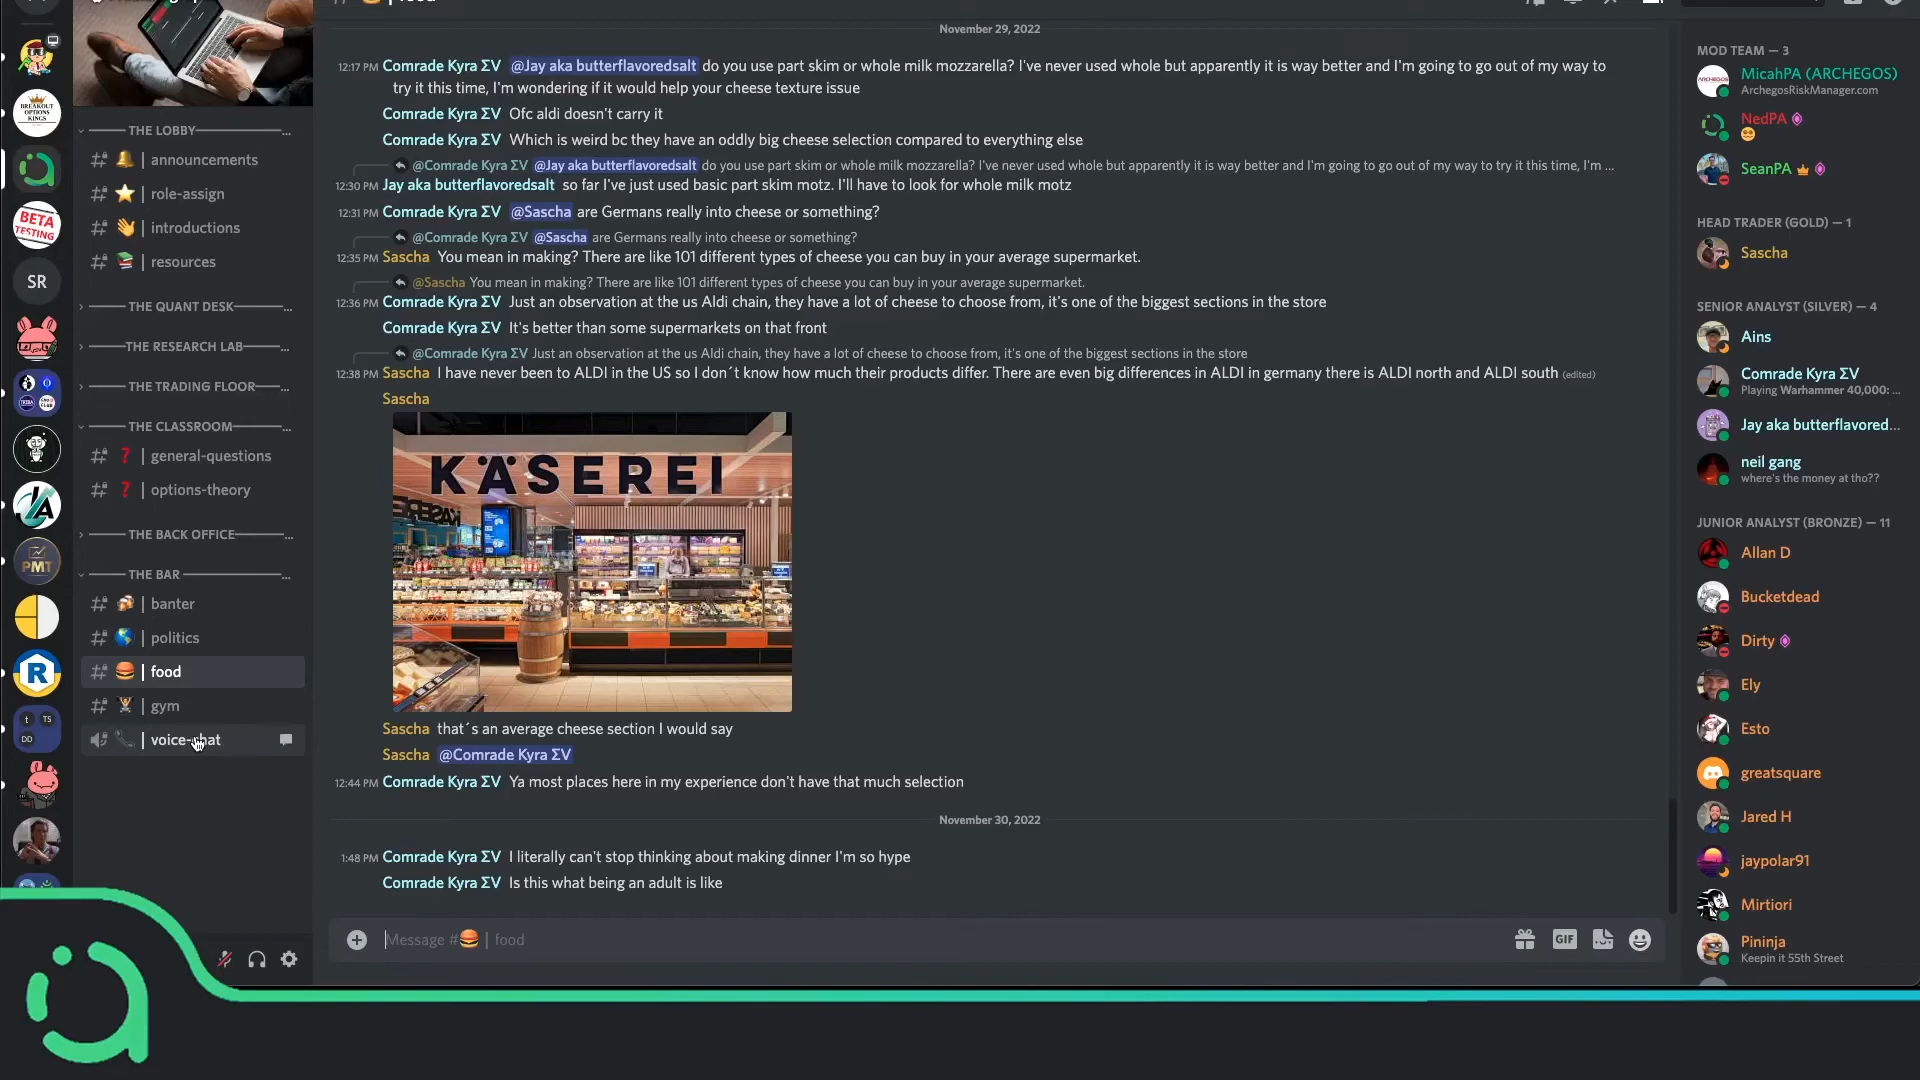 BREAKOUT
OPTIONS
KINGS
BETA
TESTING
SR
PMT
R
t TS
DD
THE LOBBY
announcements
role-assign
introductions
resources
THE QUANT DESK
THE RESEARCH LAB
THE TRADING FLOOR
THE CLASSROOM
general-questions
options-theory
THE BACK OFFICE
THE BAR
banter
politics
food
gym
voice-chat
food
November 29, 2022
12:17 PM Comrade Kyra ΣV @Jay aka butterflavoredsalt do you use part skim or whole milk mozzarella? I've never used whole but apparently it is way better and I'm going to go out of my way to
try it this time, I'm wondering if it would help your cheese texture issue
Comrade Kyra ΣV Ofc aldi doesn't carry it
Comrade Kyra ΣV Which is weird bc they have an oddly big cheese selection compared to everything else
@Comrade Kyra ΣV @Jay aka butterflavoredsalt do you use part skim or whole milk mozzarella? I've never used whole but apparently it is way better and I'm going to go out of my way to try it this time, I'm ...
12:30 PM Jay aka butterflavoredsalt so far I've just used basic part skim motz. I'll have to look for whole milk motz
12:31 PM Comrade Kyra ΣV @Sascha are Germans really into cheese or something?
@Comrade Kyra ΣV @Sascha are Germans really into cheese or something?
12:35 PM Sascha You mean in making? There are like 101 different types of cheese you can buy in your average supermarket.
@Sascha You mean in making? There are like 101 different types of cheese you can buy in your average supermarket.
12:36 PM Comrade Kyra ΣV Just an observation at the us Aldi chain, they have a lot of cheese to choose from, it's one of the biggest sections in the store
Comrade Kyra ΣV It's better than some supermarkets on that front
@Comrade Kyra ΣV Just an observation at the us Aldi chain, they have a lot of cheese to choose from, it's one of the biggest sections in the store
12:38 PM Sascha I have never been to ALDI in the US so I don´t know how much their products differ. There are even big differences in ALDI in germany there is ALDI north and ALDI south (edited)
Sascha
KÄSEREI
Sascha that´s an average cheese section I would say
Sascha @Comrade Kyra ΣV
12:44 PM Comrade Kyra ΣV Ya most places here in my experience don't have that much selection
November 30, 2022
1:48 PM Comrade Kyra ΣV I literally can't stop thinking about making dinner I'm so hype
Comrade Kyra ΣV Is this what being an adult is like
Message # | food
GIF
MOD TEAM — 3
MicahPA (ARCHEGOS)
ArchegosRiskManager.com
NedPA
SeanPA
HEAD TRADER (GOLD) — 1
Sascha
SENIOR ANALYST (SILVER) — 4
Ains
Comrade Kyra ΣV
Playing Warhammer 40,000: ...
Jay aka butterflavored...
neil gang
where's the money at tho??
JUNIOR ANALYST (BRONZE) — 11
Allan D
Bucketdead
Dirty
Ely
Esto
greatsquare
Jared H
jaypolar91
Mirtiori
Pininja
Keepin it 55th Street